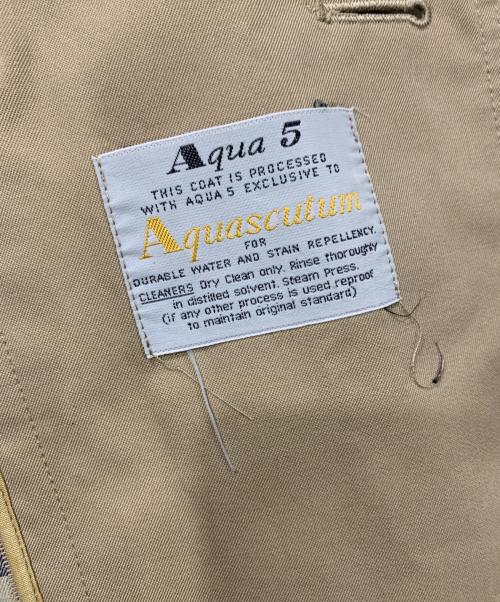 Aqua 5
THIS COAT IS PROCESSED
WITH AQUA 5 EXCLUSIVE TO
Aquascutum
FOR
DURABLE WATER AND STAIN REPELLENCY.
CLEANERS Dry Clean only. Rinse thoroughly
in distilled solvent. Steam Press.
(if any other process is used reproof
to maintain original standard)